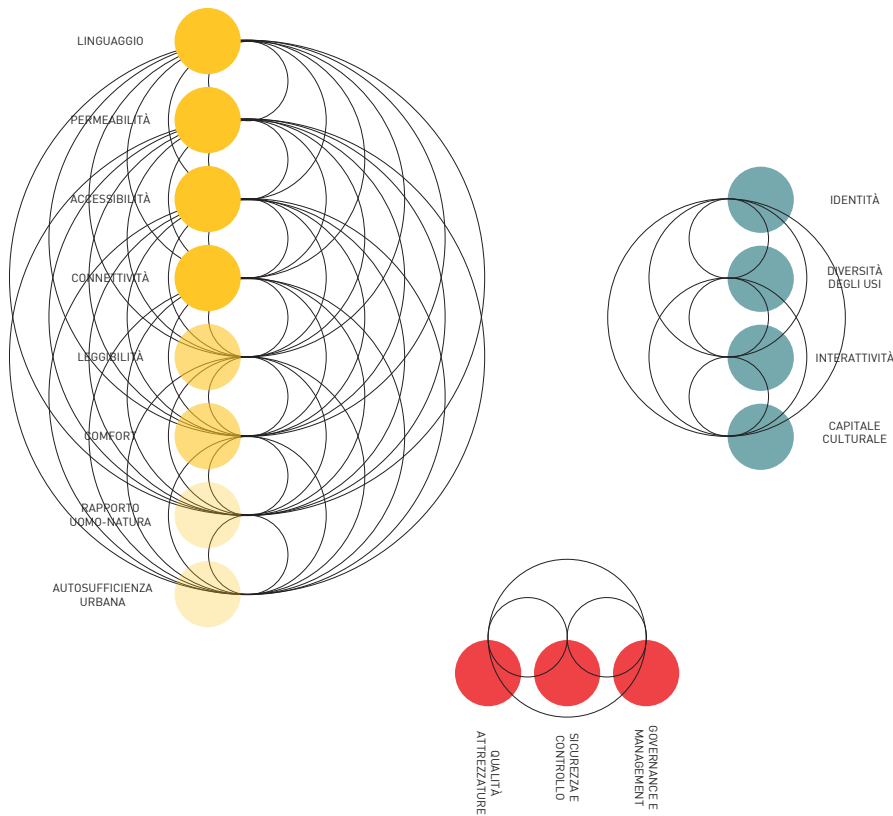 LINGUAGGIO
PERMEABILITÀ
ACCESSIBILITÀ
CONNETTIVITÀ
LEGGIBILITÀ
COMFORT
RAPPORTO
UOMO-NATURA
AUTOSUFFICIENZA
URBANA
IDENTITÀ
DIVERSITÀ
DEGLI USI
INTERATTIVITÀ
CAPITALE
CULTURALE
QUALITÀ
ATTREZZATURE
SICUREZZA E
CONTROLLO
GOVERNANCE E
MANAGEMENT